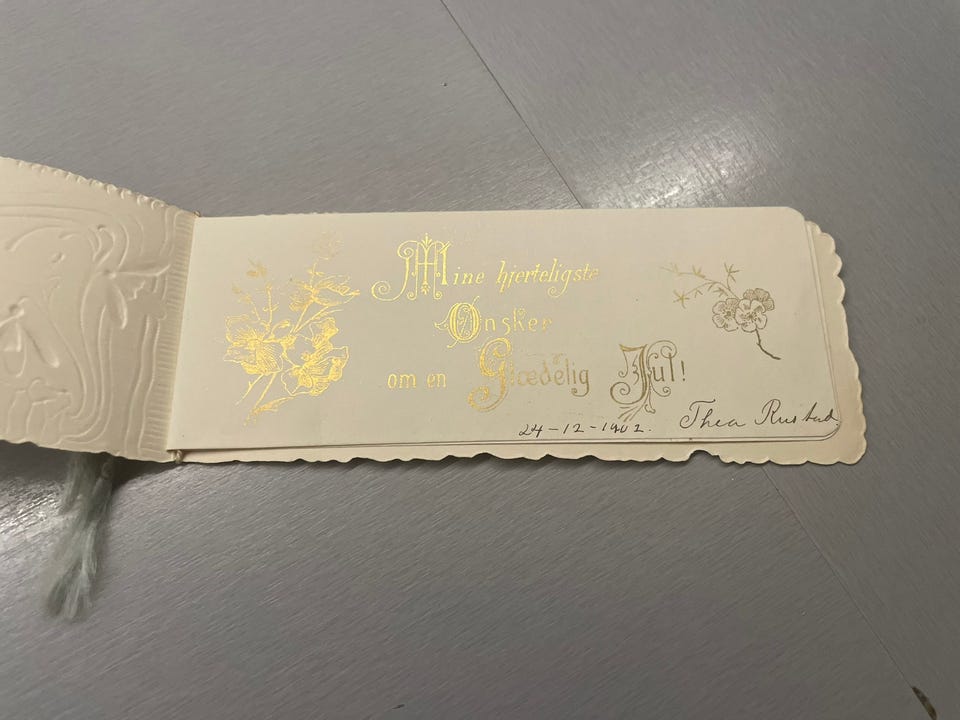 Mine hjerteligste
Ønsker
om en Glædelig Jul!
24-12-1902. Thea Rustad.